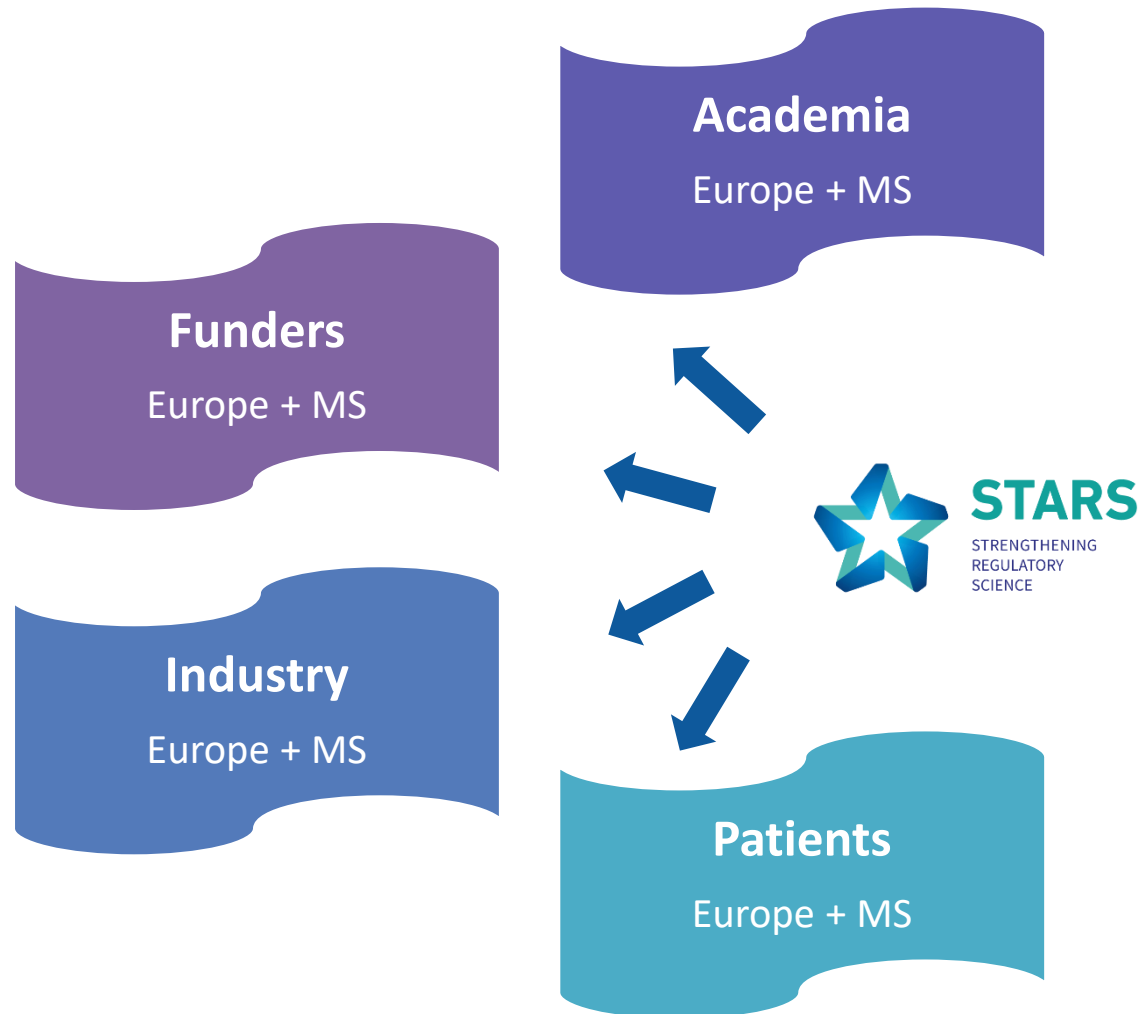 Academia
Europe + MS
Funders
Europe + MS
STARS
STRENGTHENING
REGULATORY
SCIENCE
Industry
Europe + MS
Patients
Europe + MS